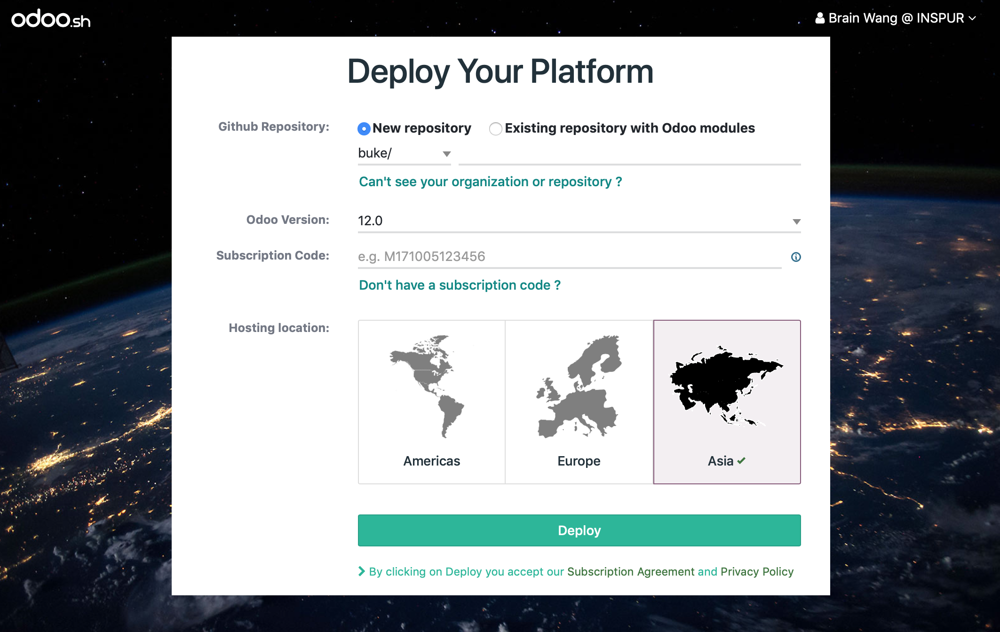 odoo.sh
Brain Wang @ INSPUR
Deploy Your Platform
Github Repository:
New repository
Existing repository with Odoo modules
buke/
Can't see your organization or repository ?
Odoo Version:
12.0
Subscription Code:
e.g. M171005123456
Don't have a subscription code ?
Hosting location:
Americas
Europe
Asia
Deploy
By clicking on Deploy you accept our Subscription Agreement and Privacy Policy